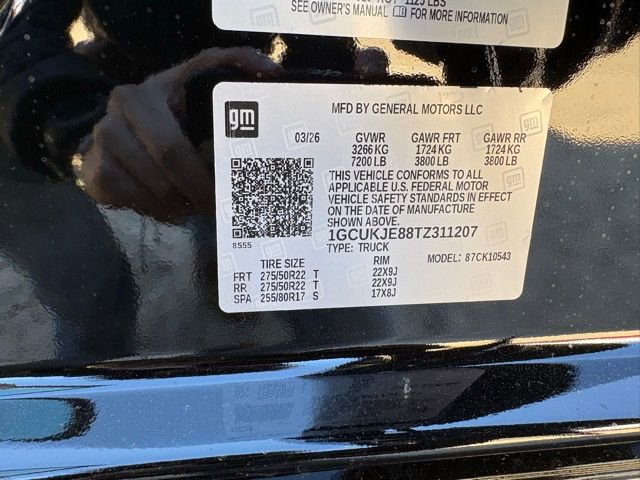 1125 LBS
SEE OWNER'S MANUAL FOR MORE INFORMATION
gm
MFD BY GENERAL MOTORS LLC
03/26 GVWR GAWR FRT GAWR RR
3266 KG 1724 KG 1724 KG
7200 LB 3800 LB 3800 LB
THIS VEHICLE CONFORMS TO ALL
APPLICABLE U.S. FEDERAL MOTOR
VEHICLE SAFETY STANDARDS IN EFFECT
ON THE DATE OF MANUFACTURE
SHOWN ABOVE.
8555
1GCUKJE88TZ311207
TYPE: TRUCK MODEL: 87CK10543
TIRE SIZE RIM
FRT 275/50R22 T 22X9J
RR 275/50R22 T 22X9J
SPA 255/80R17 S 17X8J